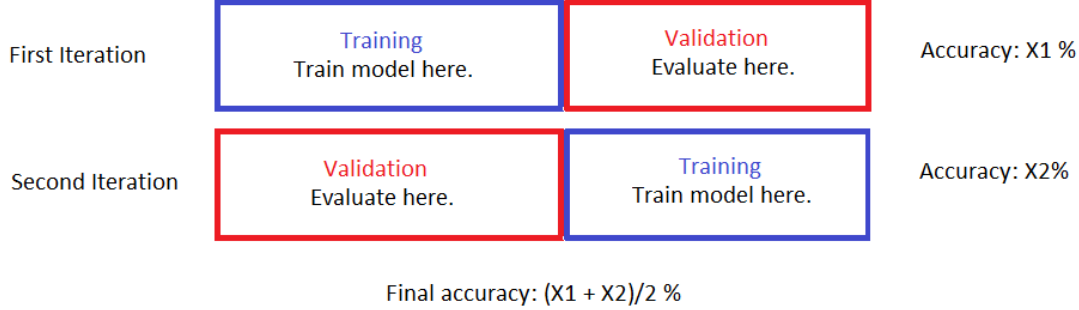 First Iteration
Training
Train model here.
Validation
Evaluate here.
Accuracy: X1 %
Second Iteration
Validation
Evaluate here.
Training
Train model here.
Accuracy: X2%
Final accuracy: (X1 + X2)/2 %